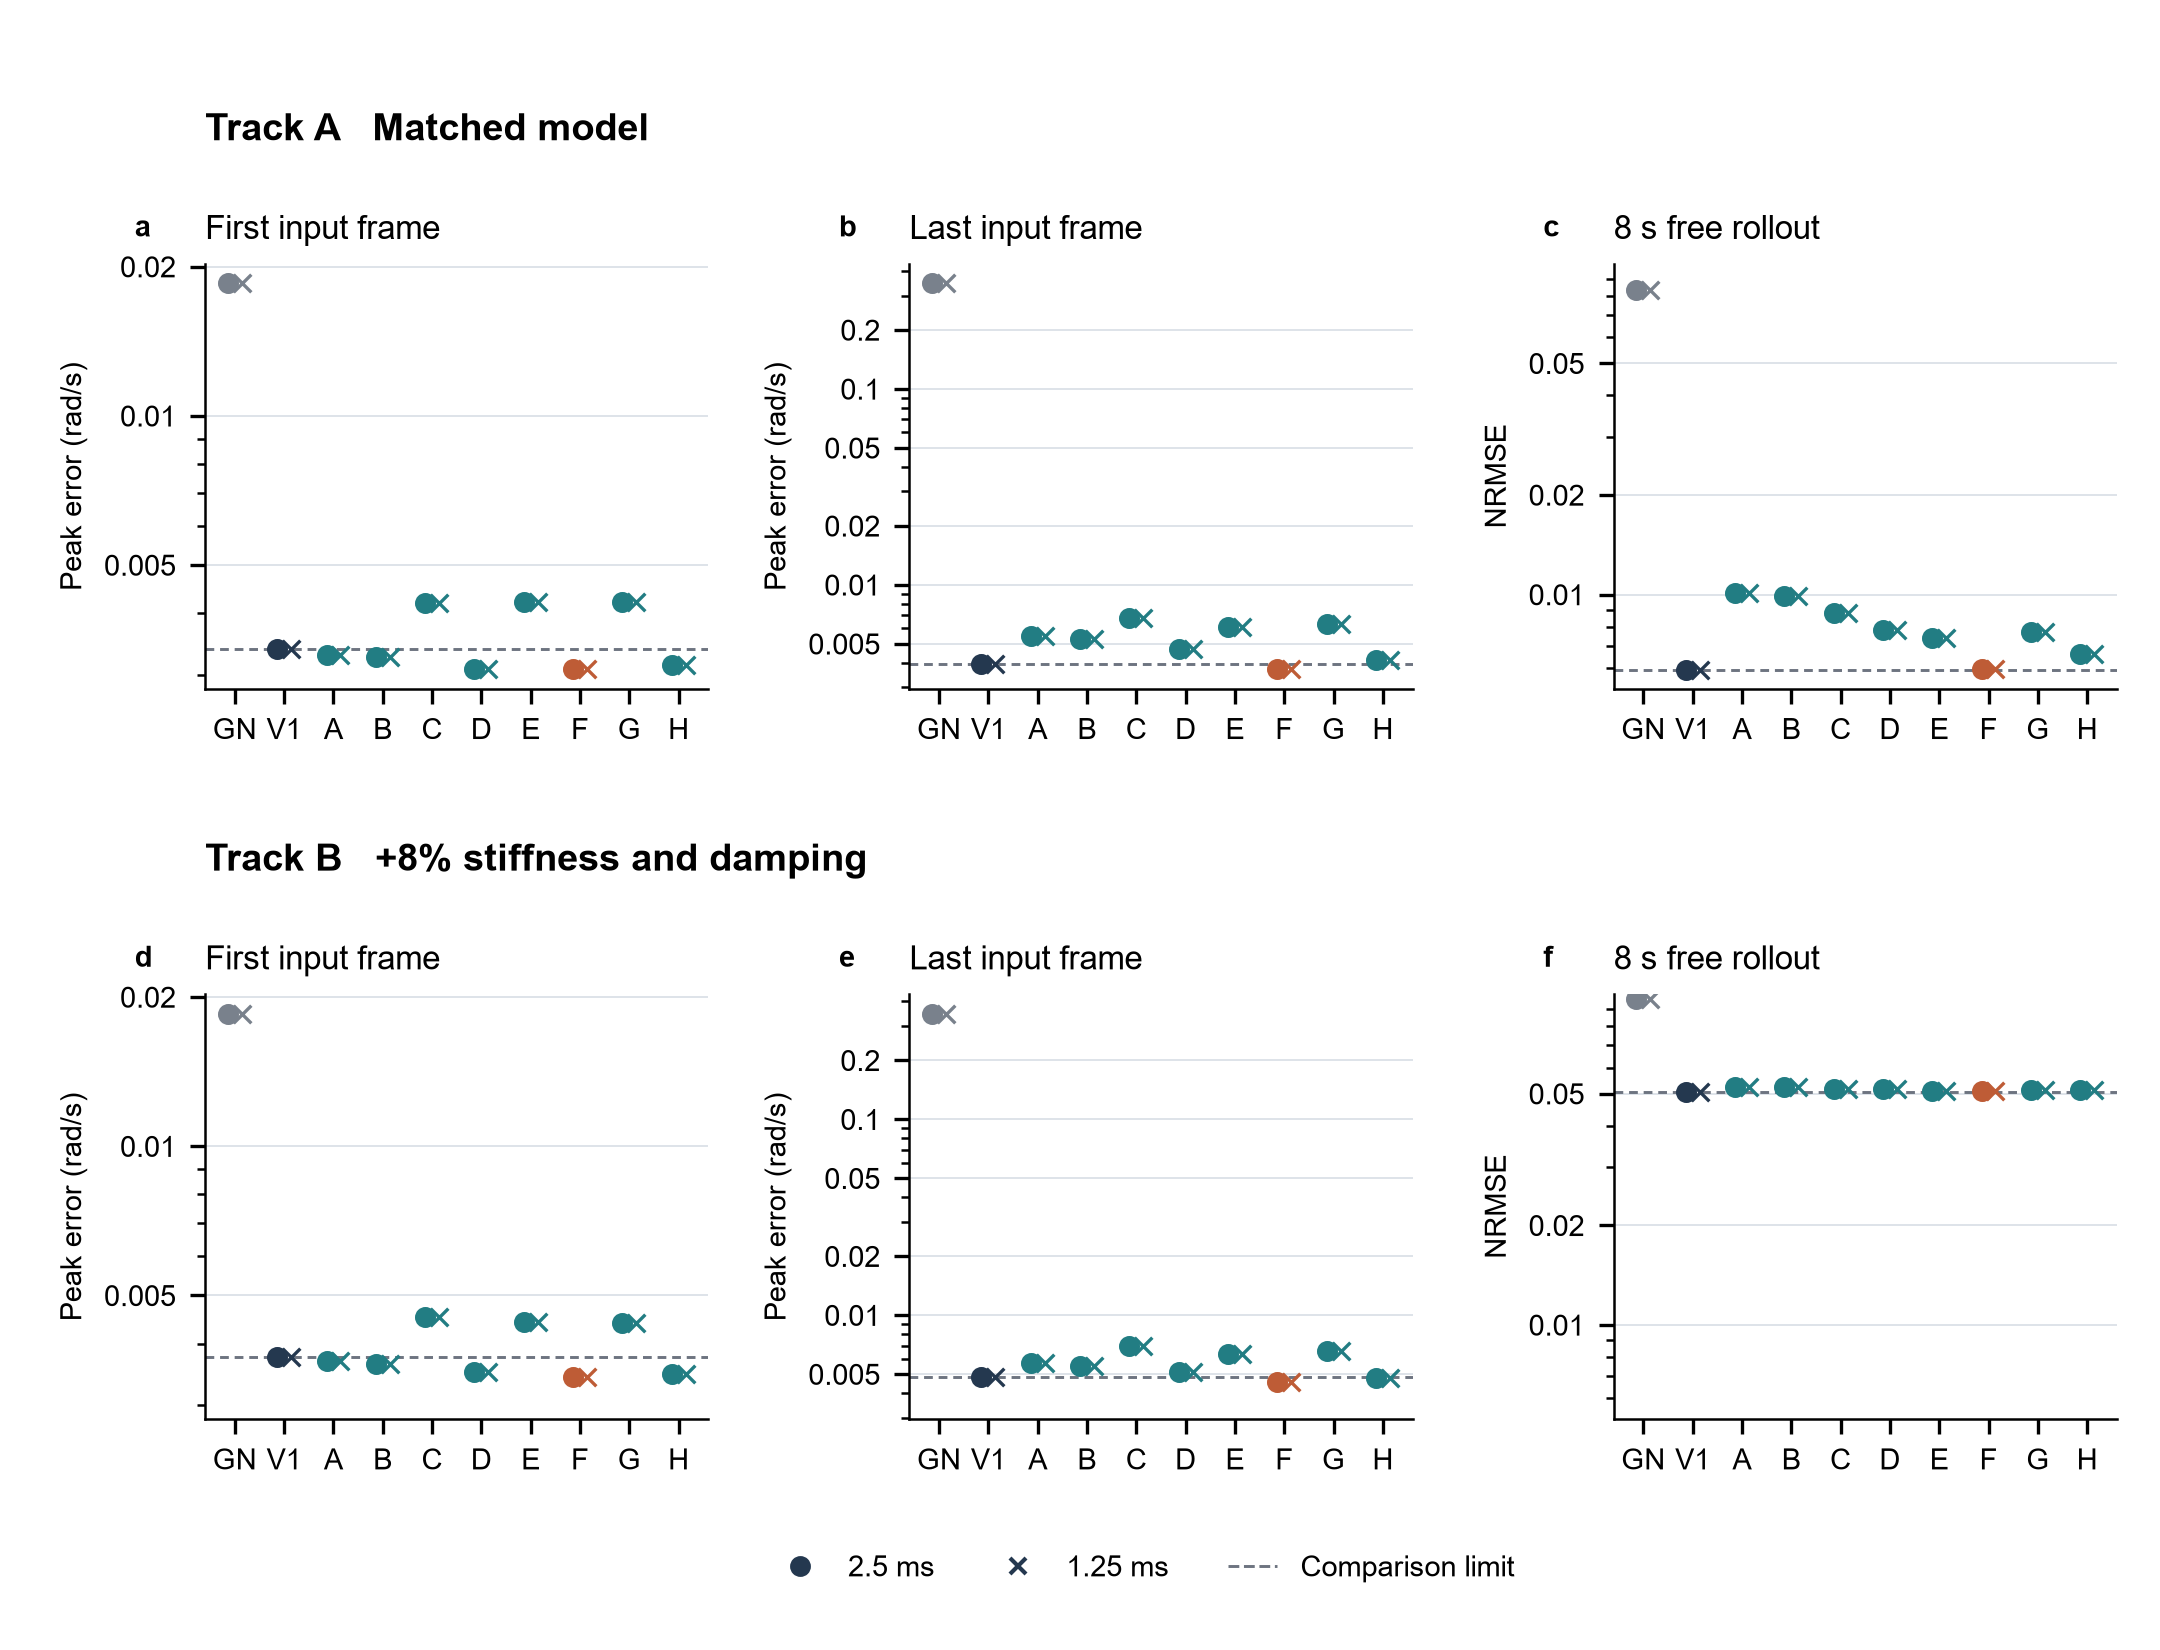 Track A   Matched model
a   First input frame
Peak error (rad/s)
0.02
0.01
0.005
GN V1 A B C D E F G H
b   Last input frame
Peak error (rad/s)
0.2
0.1
0.05
0.02
0.01
0.005
GN V1 A B C D E F G H
c   8 s free rollout
NRMSE
0.05
0.02
0.01
GN V1 A B C D E F G H
Track B   +8% stiffness and damping
d   First input frame
Peak error (rad/s)
0.02
0.01
0.005
GN V1 A B C D E F G H
e   Last input frame
Peak error (rad/s)
0.2
0.1
0.05
0.02
0.01
0.005
GN V1 A B C D E F G H
f   8 s free rollout
NRMSE
0.05
0.02
0.01
GN V1 A B C D E F G H
2.5 ms   1.25 ms   Comparison limit